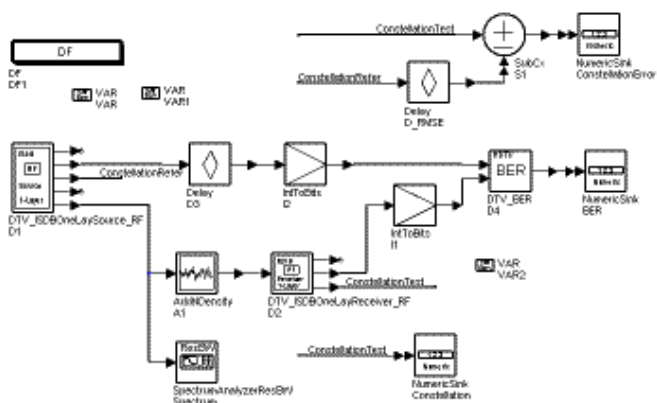 DF
DF
DF1
VAR
VAR
VAR
VAR1
ConstellationTest
SubCx
S1
NumericSink
ConstellationError
ConstellationRefer
Delay
D_RMSE
ConstellationRefer
DTV_ISDBOneLaySource_RF
D1
Delay
D3
IntToBits
I2
BER
DTV_BER
D4
NumericSink
BER
IntToBits
I1
AddNDensity
A1
DTV_ISDBOneLayReceiver_RF
D2
ConstellationTest
VAR
VAR2
SpectrumAnalyzerResBW
Spectrum
ConstellationTest
Numeric
NumericSink
Constellation